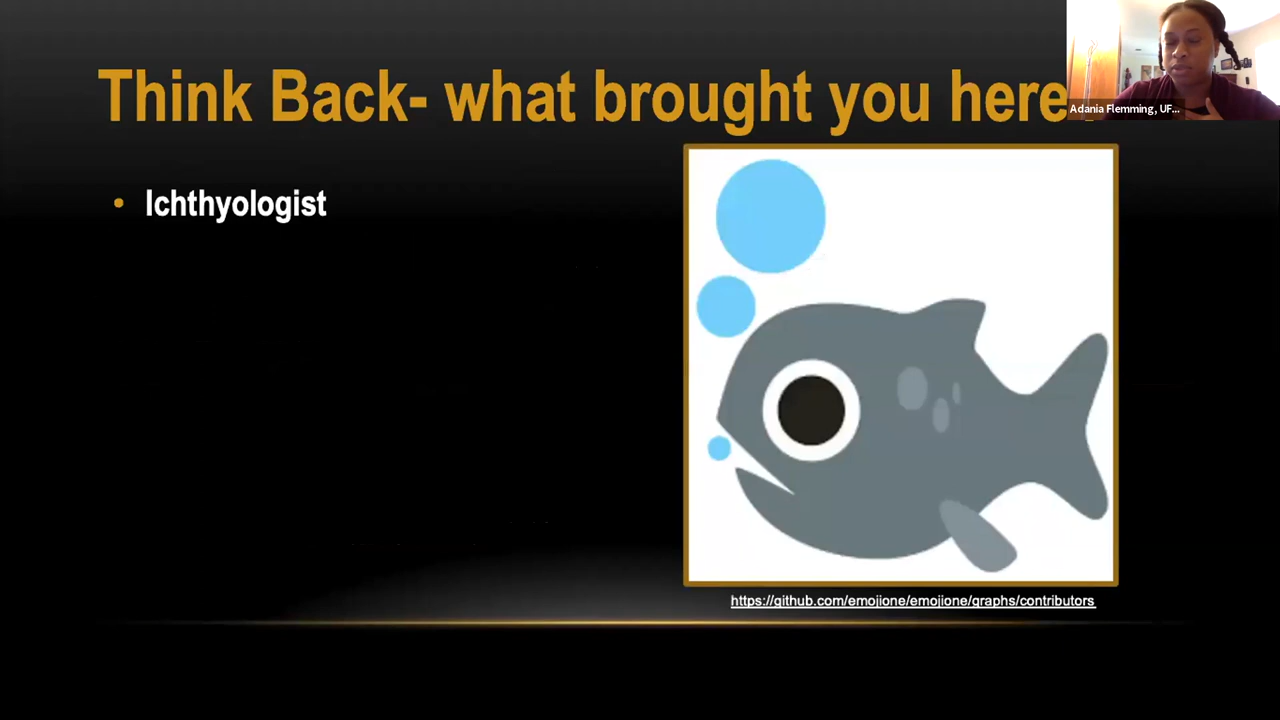 Think Back- what brought you here
• Ichthyologist
Adania Flemming, UF...
https://github.com/emojione/emojione/graphs/contributors